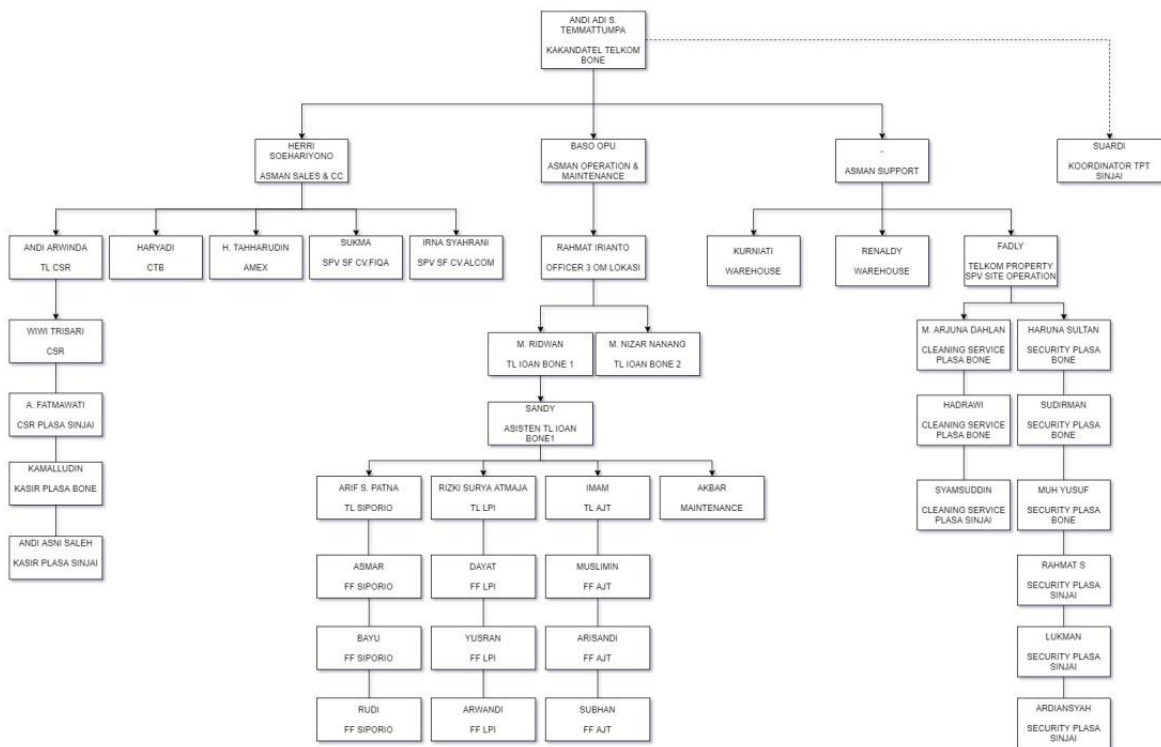 ANDI ADI S.
TEMMATTUMPA
KAKANDATEL TELKOM
BONE
HERRI
SOEHARIYONO
ASMAN SALES & CC
BASO OPU
ASMAN OPERATION &
MAINTENANCE
-
ASMAN SUPPORT
SUARDI
KOORDINATOR TPT
SINJAI
ANDI ARWINDA
TL CSR
HARYADI
CTB
H. TAHHARUDIN
AMEX
SUKMA
SPV SF CV.FIQA
IRNA SYAHRANI
SPV SF CV.ALCOM
RAHMAT IRIANTO
OFFICER 3 OM LOKASI
KURNIATI
WAREHOUSE
RENALDY
WAREHOUSE
FADLY
TELKOM PROPERTY
SPV SITE OPERATION
WIWI TRISARI
CSR
M. RIDWAN
TL IOAN BONE 1
M. NIZAR NANANG
TL IOAN BONE 2
M. ARJUNA DAHLAN
CLEANING SERVICE
PLASA BONE
HARUNA SULTAN
SECURITY PLASA
BONE
A. FATMAWATI
CSR PLASA SINJAI
SANDY
ASISTEN TL IOAN
BONE1
HADRAWI
CLEANING SERVICE
PLASA BONE
SUDIRMAN
SECURITY PLASA
BONE
KAMALLUDIN
KASIR PLASA BONE
ARIF S. PATNA
TL SIPORIO
RIZKI SURYA ATMAJA
TL LPI
IMAM
TL AJT
AKBAR
MAINTENANCE
SYAMSUDDIN
CLEANING SERVICE
PLASA SINJAI
MUH YUSUF
SECURITY PLASA
BONE
ANDI ASNI SALEH
KASIR PLASA SINJAI
ASMAR
FF SIPORIO
DAYAT
FF LPI
MUSLIMIN
FF AJT
RAHMAT S
SECURITY PLASA
SINJAI
BAYU
FF SIPORIO
YUSRAN
FF LPI
ARISANDI
FF AJT
LUKMAN
SECURITY PLASA
SINJAI
RUDI
FF SIPORIO
ARWANDI
FF LPI
SUBHAN
FF AJT
ARDIANSYAH
SECURITY PLASA
SINJAI